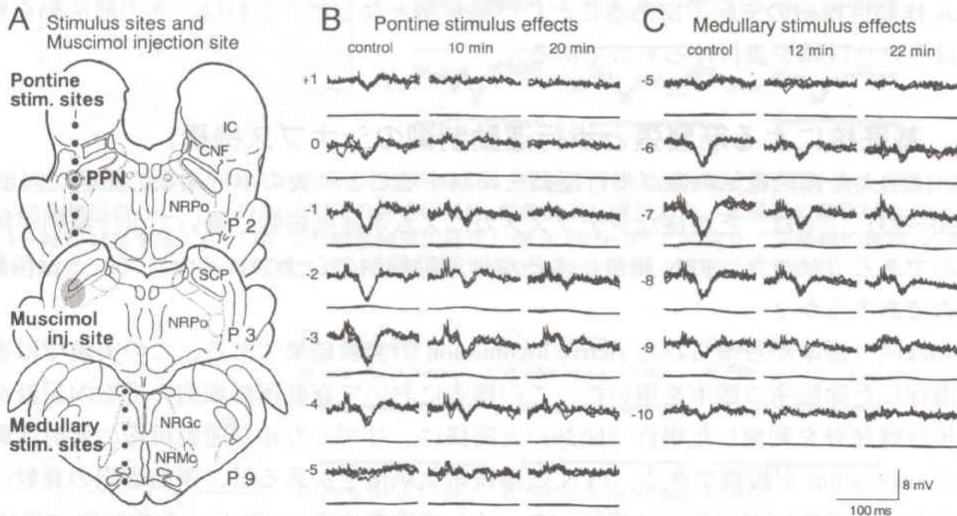 A
Stimulus sites and
Muscimol injection site
Pontine
stim. sites
PPN
IC
CNF
NRPo
P 2
SCP
NRPo
P 3
Muscimol
inj. site
Medullary
stim. sites
NRGc
NRMc
P 9
B
Pontine stimulus effects
control 10 min 20 min
+1
0
-1
-2
-3
-4
-5
C
Medullary stimulus effects
control 12 min 22 min
-5
-6
-7
-8
-9
-10
8 mV
100 ms